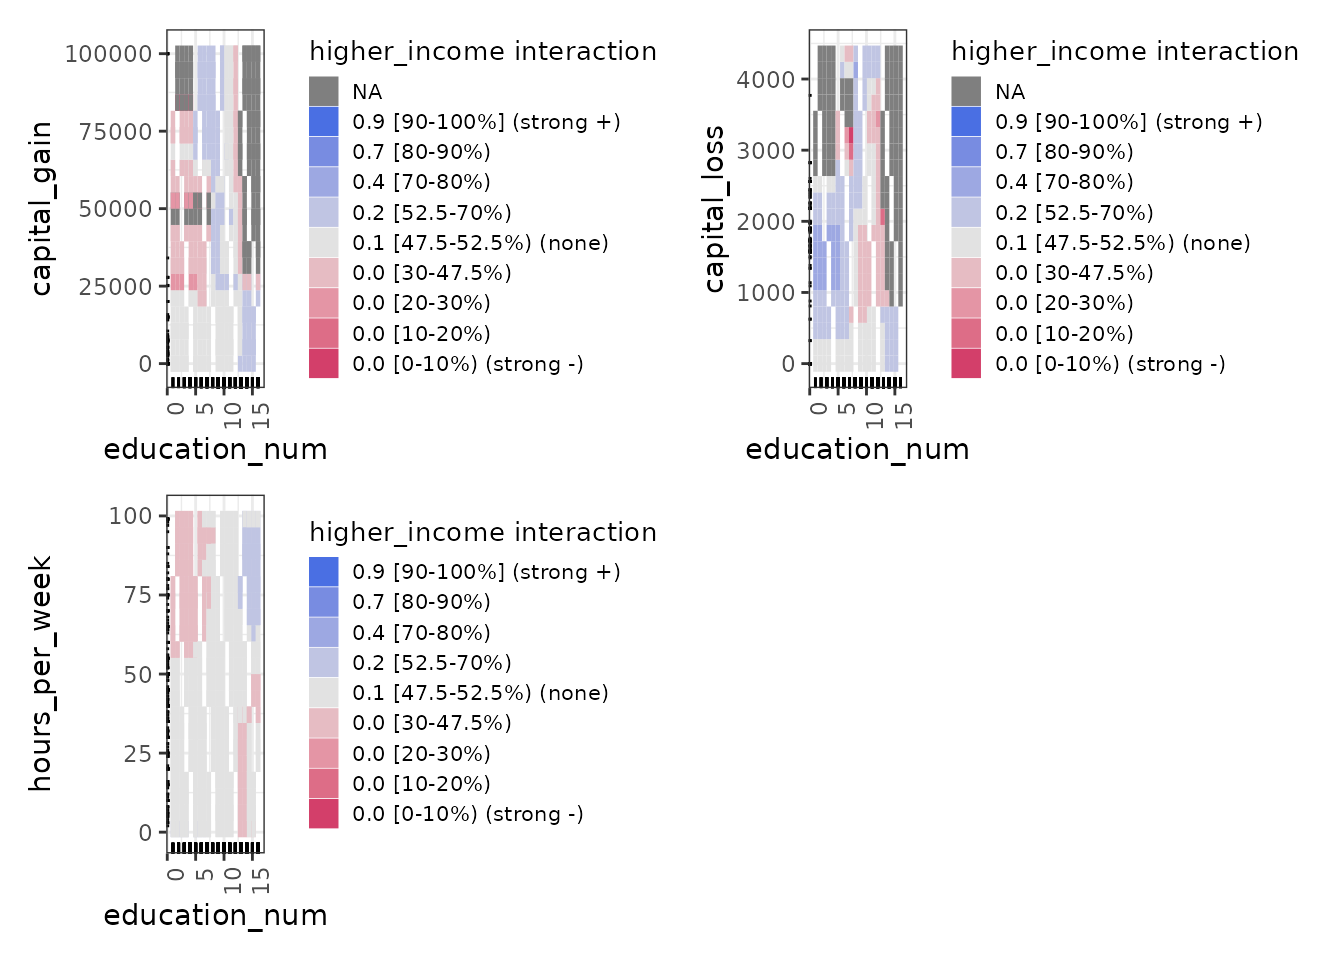 higher_income interaction
NA
0.9 [90-100%] (strong +)
0.7 [80-90%)
0.4 [70-80%)
0.2 [52.5-70%)
0.1 [47.5-52.5%) (none)
0.0 [30-47.5%)
0.0 [20-30%)
0.0 [10-20%)
0.0 [0-10%) (strong -)
capital_gain
100000
75000
50000
25000
0
0
5
10
15
education_num
higher_income interaction
NA
0.9 [90-100%] (strong +)
0.7 [80-90%)
0.4 [70-80%)
0.2 [52.5-70%)
0.1 [47.5-52.5%) (none)
0.0 [30-47.5%)
0.0 [20-30%)
0.0 [10-20%)
0.0 [0-10%) (strong -)
capital_loss
4000
3000
2000
1000
0
0
5
10
15
education_num
higher_income interaction
0.9 [90-100%] (strong +)
0.7 [80-90%)
0.4 [70-80%)
0.2 [52.5-70%)
0.1 [47.5-52.5%) (none)
0.0 [30-47.5%)
0.0 [20-30%)
0.0 [10-20%)
0.0 [0-10%) (strong -)
hours_per_week
100
75
50
25
0
0
5
10
15
education_num